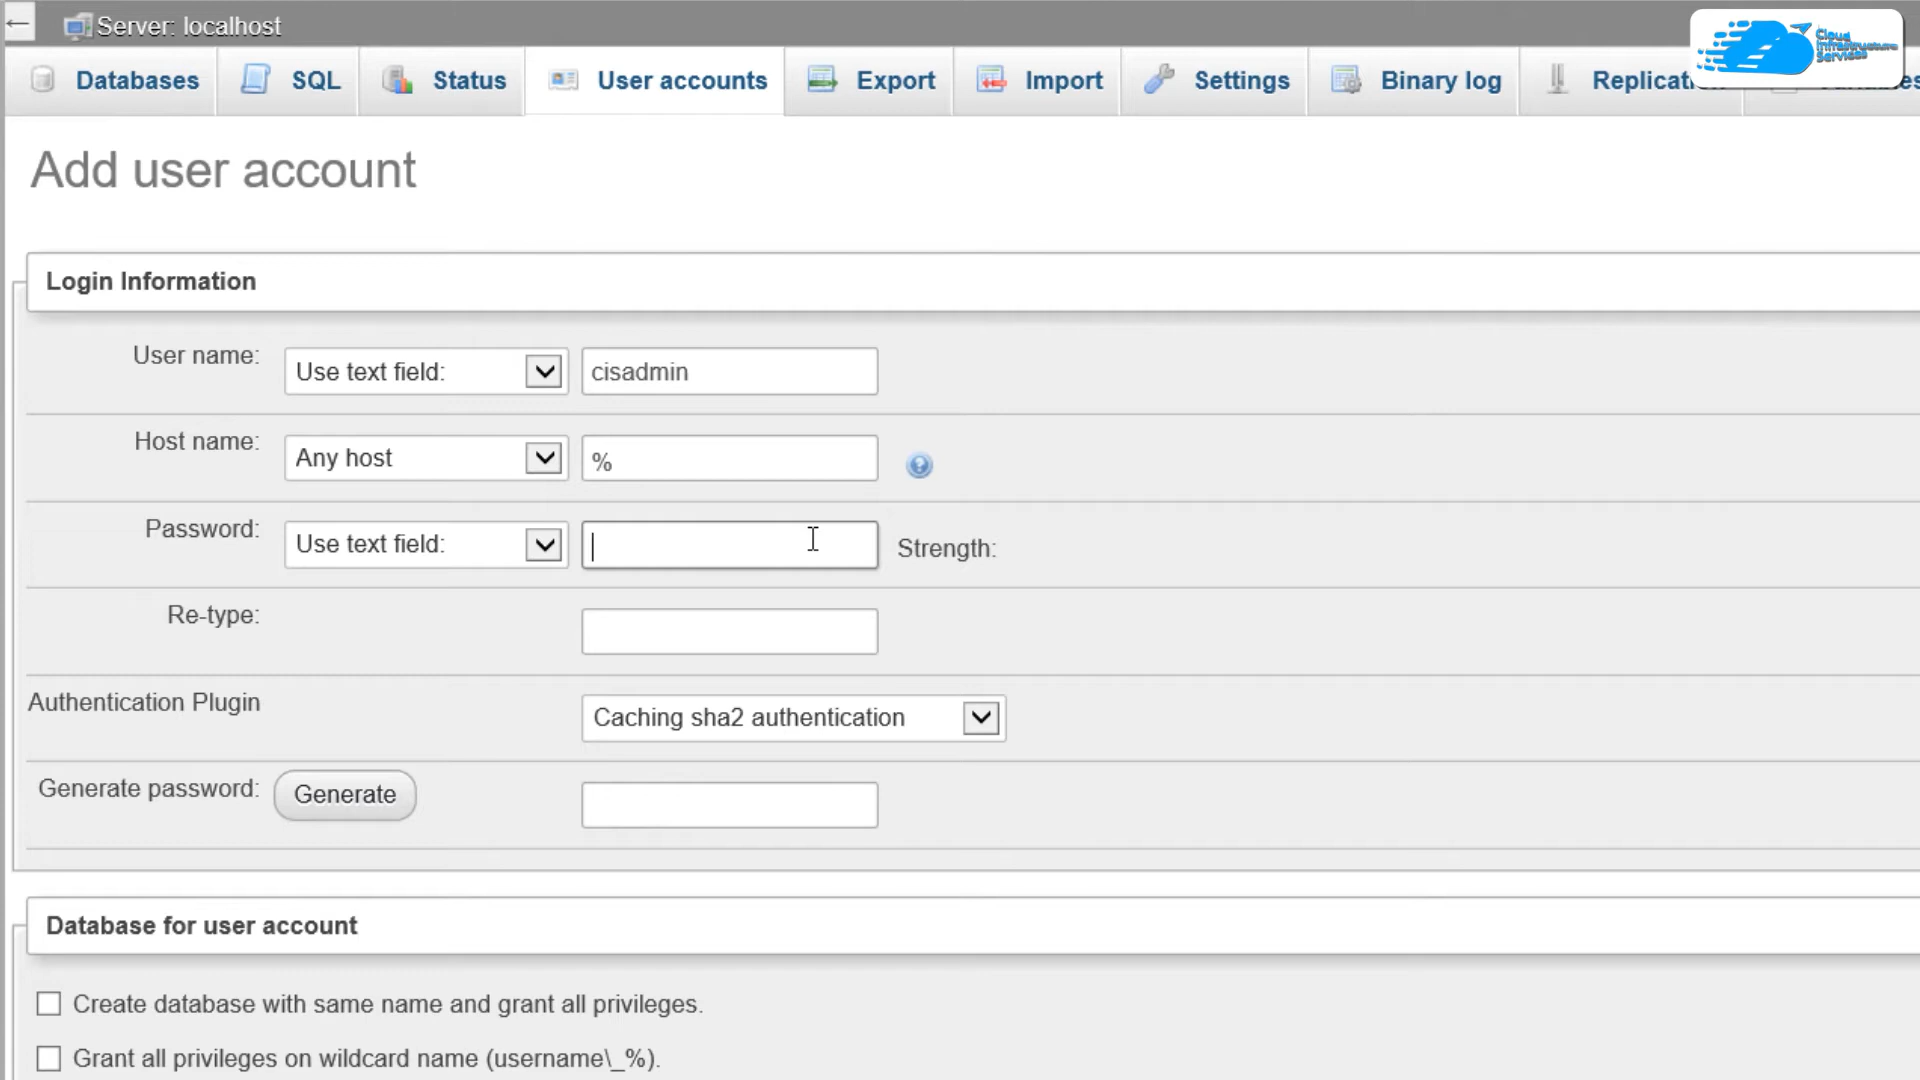 Server: localhost
Databases SQL Status User accounts Export Import Settings Binary log
Cloud
Infrastructure
Services
Add user account
Login Information
User name: Use text field: cisadmin
Host name: Any host %
Password: Use text field: Strength:
Re-type:
Authentication Plugin Caching sha2 authentication
Generate password: Generate
Database for user account
Create database with same name and grant all privileges.
Grant all privileges on wildcard name (username\_%).